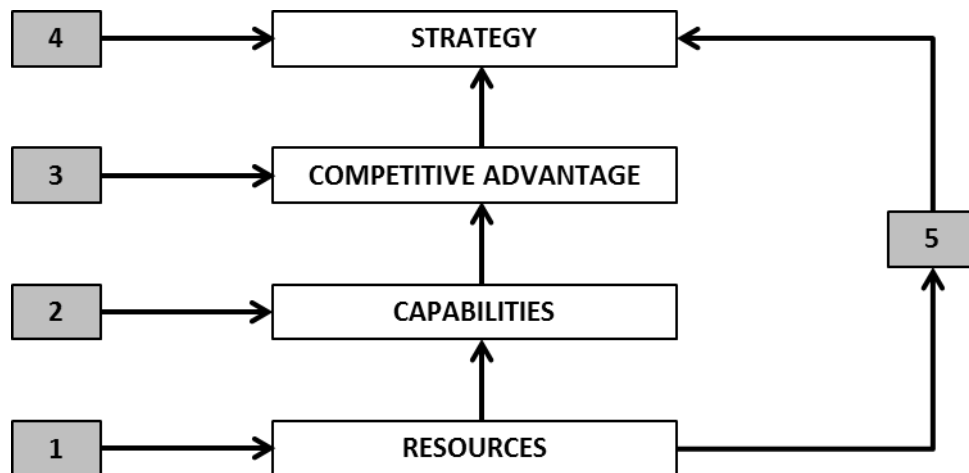 4
STRATEGY
3
COMPETITIVE ADVANTAGE
5
2
CAPABILITIES
1
RESOURCES